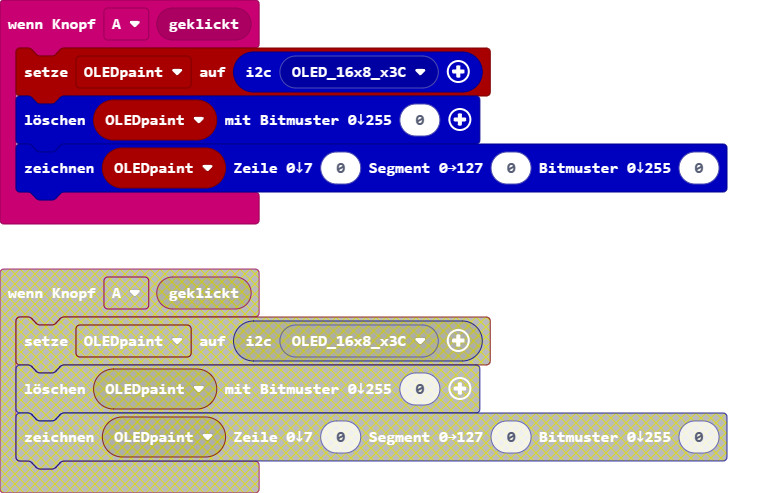 wenn Knopf A geklickt
setze OLEDpaint auf i2c OLED_16x8_x3C
löschen OLEDpaint mit Bitmuster 0↓255 0
zeichnen OLEDpaint Zeile 0↓7 0 Segment 0→127 0 Bitmuster 0↓255 0
wenn Knopf A geklickt
setze OLEDpaint auf i2c OLED_16x8_x3C
löschen OLEDpaint mit Bitmuster 0↓255 0
zeichnen OLEDpaint Zeile 0↓7 0 Segment 0→127 0 Bitmuster 0↓255 0